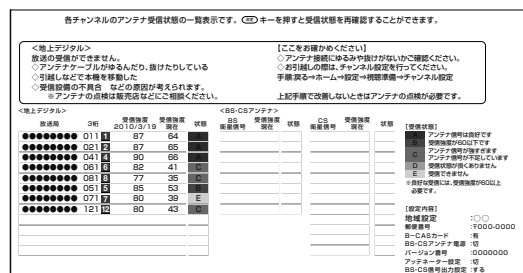 各チャンネルのアンテナ受信状態の一覧表示です。 決定 キーを押すと受信状態を再確認することができます。
<地上デジタル>
放送の受信ができません。
◇アンテナケーブルがゆるんだり、抜けたりしている
◇引越しなどで本機を移動した
◇受信設備の不具合 などの原因が考えられます。
※アンテナの点検は販売店などにご相談ください。
【ここをお確かめください】
◇アンテナ接続にゆるみや抜けがないかご確認ください。
◇お引越しの際は、チャンネル設定を行ってください。
手順:戻る→ホーム→設定→視聴準備→チャンネル設定
上記手順で改善しないときはアンテナの点検が必要です。
<地上デジタル>
放送局 3桁 受信強度 2010/3/19 受信強度 現在 状態
●●●●●●●● 011 1 87 64 A
●●●●●●●● 021 2 87 65 A
●●●●●●●● 041 4 90 66 A
●●●●●●●● 061 6 82 41 C
●●●●●●●● 081 8 77 35 C
●●●●●●●● 051 5 85 53 B
●●●●●●●● 071 7 80 39 E
●●●●●●●● 121 12 80 43 C
<BS・CSアンテナ>
BS 衛星信号 受信強度 現在 状態
CS 衛星信号 受信強度 現在 状態
[受信状態]
A アンテナ信号は良好です
B 受信強度が60以下です
C アンテナ信号が強すぎます
アンテナ信号が不足しています
D 受信状態が良くありません
E 受信できません
※良好な受信には、受信強度が60以上
必要です。
[設定内容]
地域設定 :○○
郵便番号 :〒000-0000
B-CASカード :有
BS・CSアンテナ電源 :切
バージョン番号 :0000000
アッテネーター設定 :切
BS・CS信号出力設定 :する